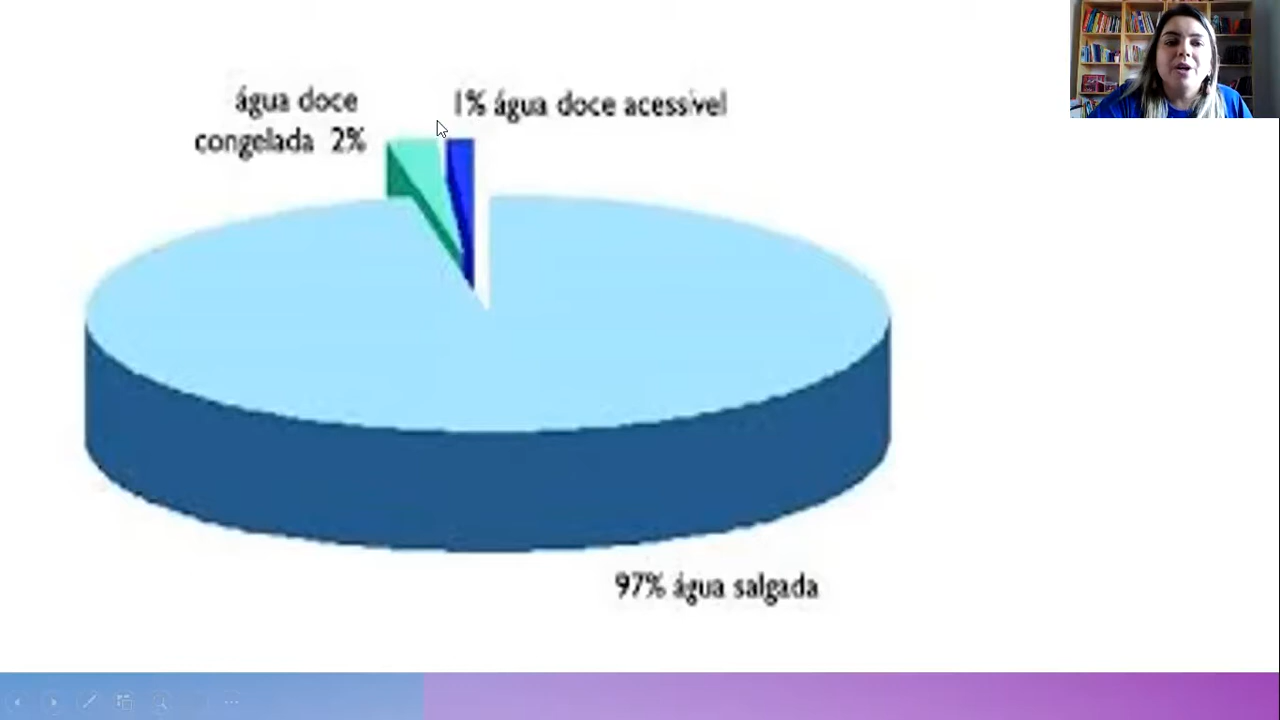 água doce
congelada 2%
1% água doce acessível
97% água salgada